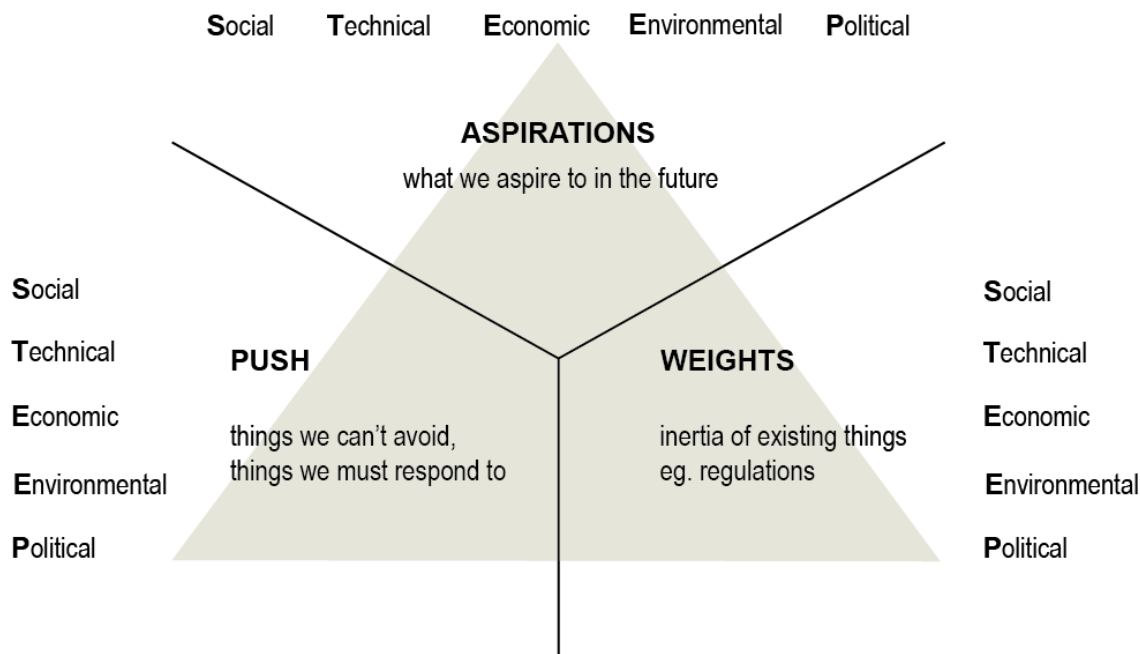 Social Technical Economic Environmental Political
ASPIRATIONS
what we aspire to in the future
Social
Technical
Economic
Environmental
Political
PUSH
things we can't avoid,
things we must respond to
WEIGHTS
inertia of existing things
eg. regulations
Social
Technical
Economic
Environmental
Political